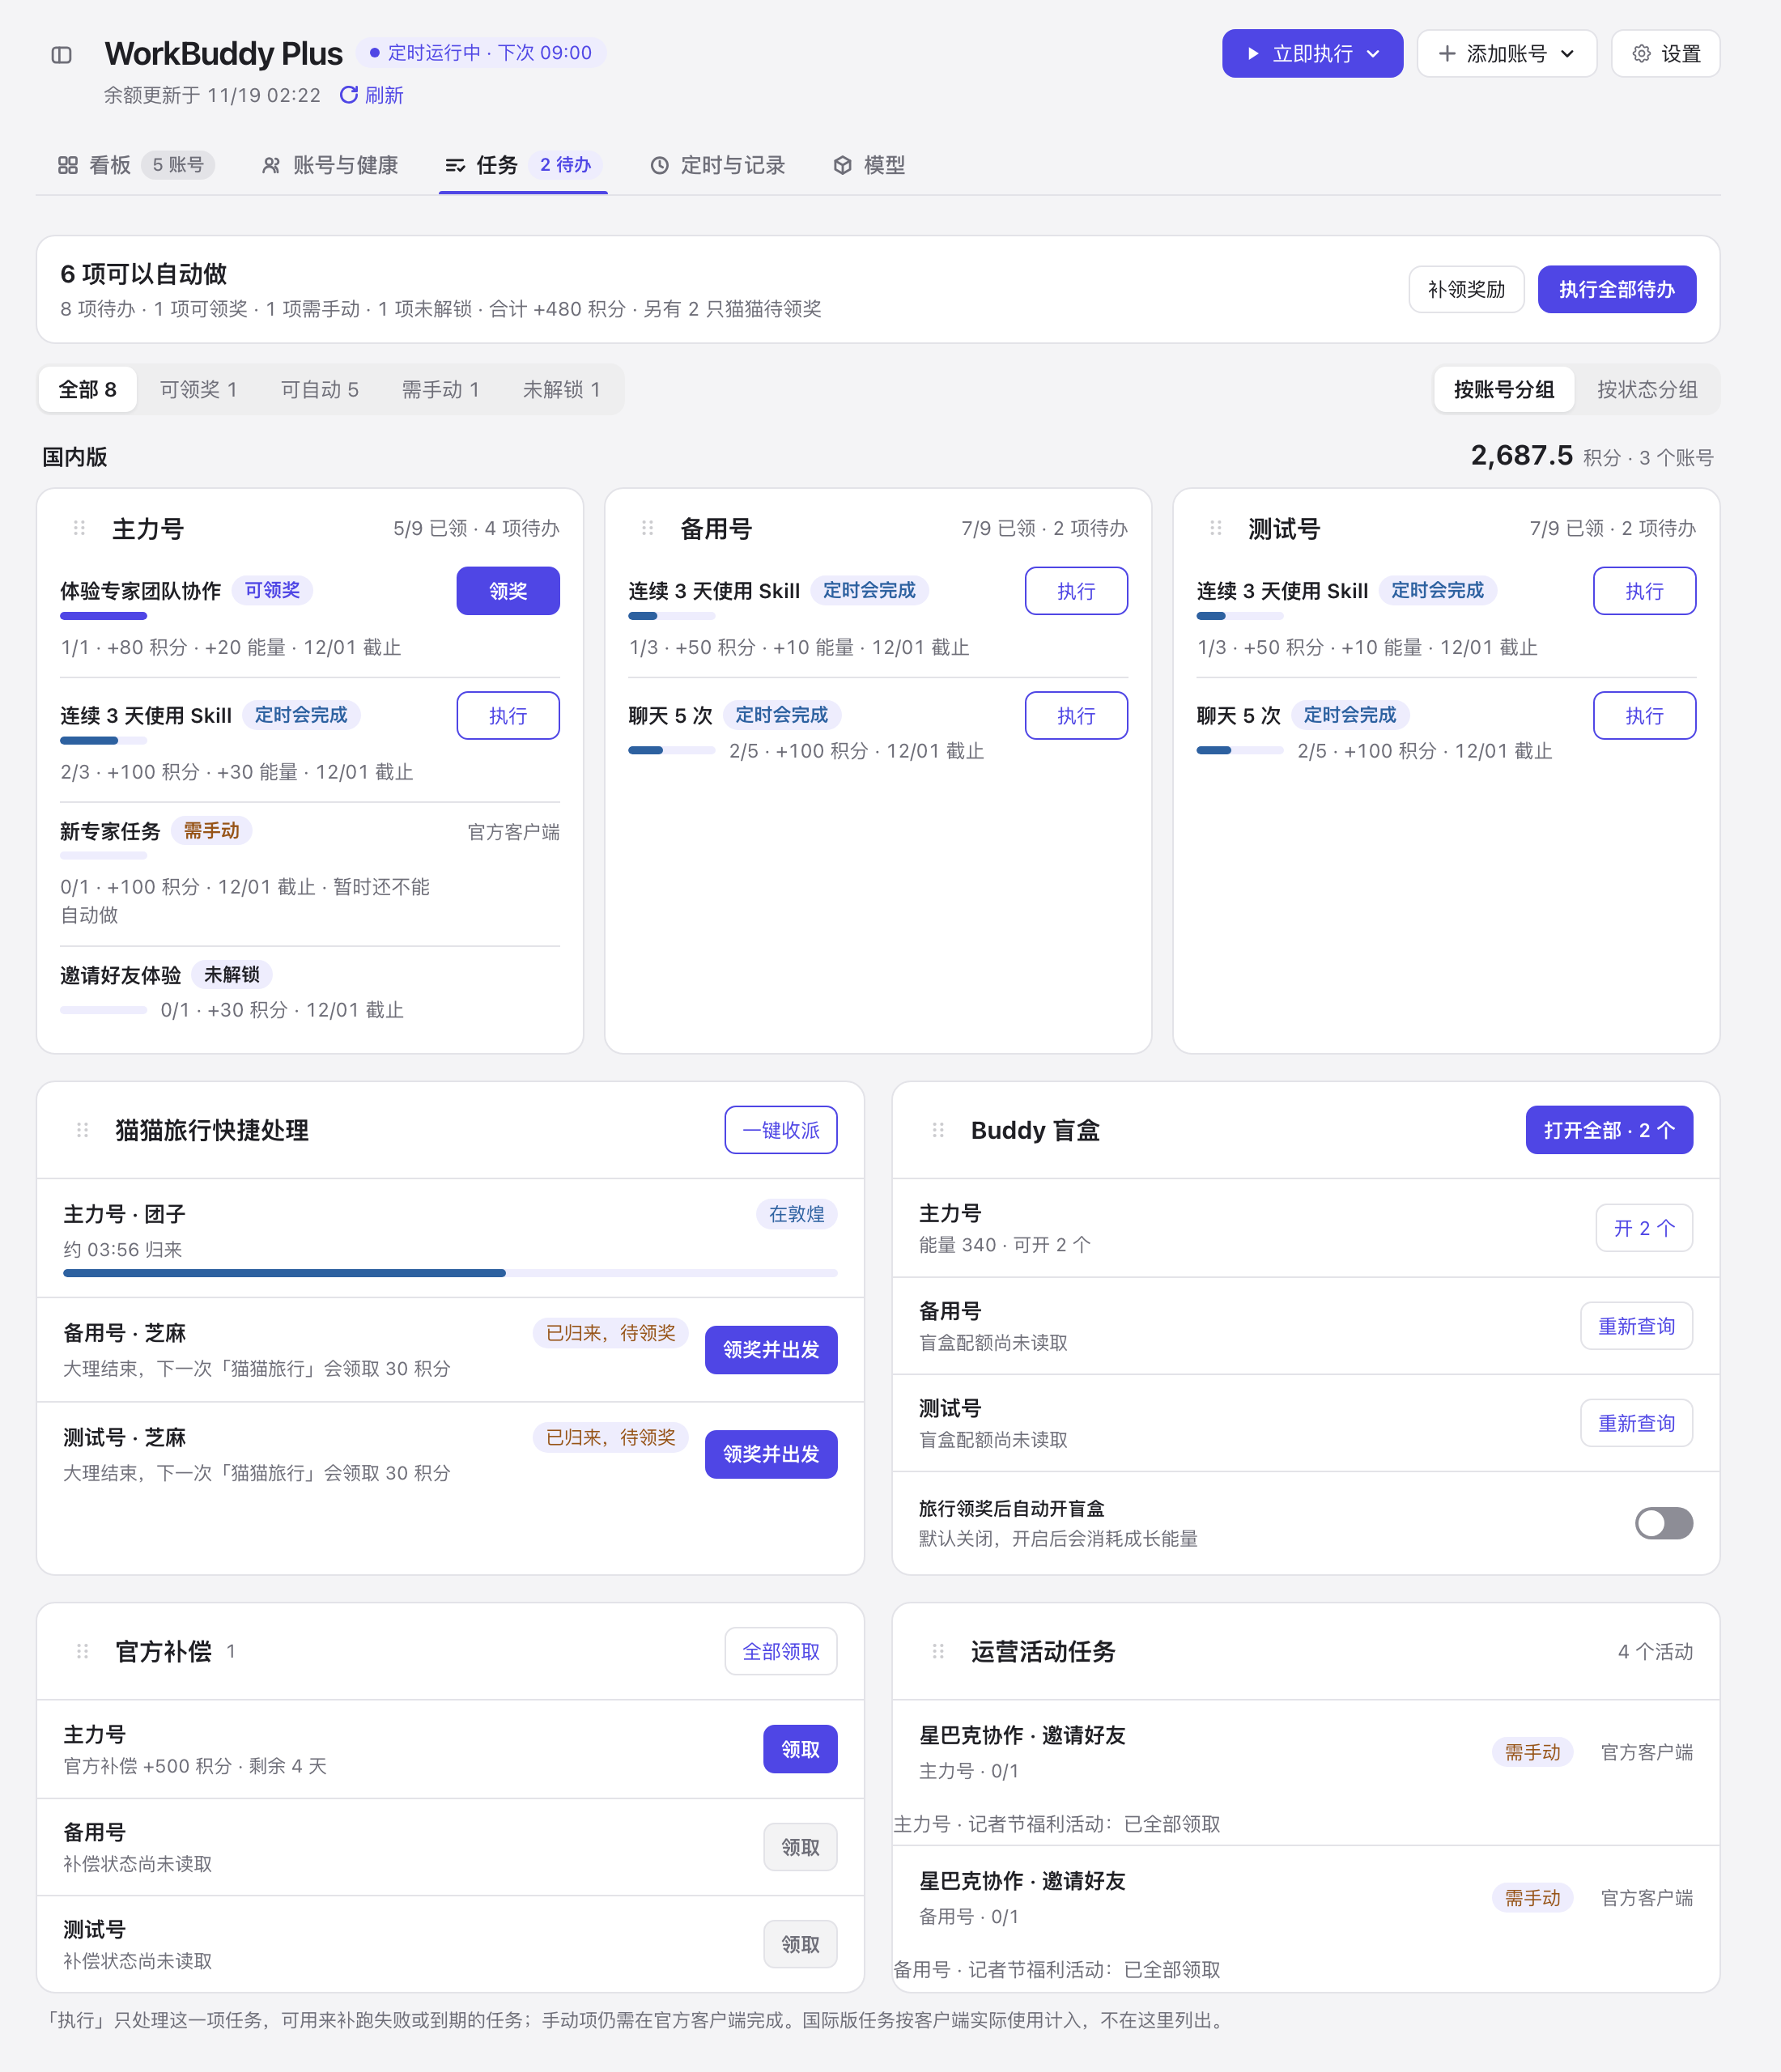 WorkBuddy Plus
定时运行中 · 下次 09:00
立即执行
添加账号
设置
余额更新于 11/19 02:22
刷新
看板
5 账号
账号与健康
任务
2 待办
定时与记录
模型
6 项可以自动做
8 项待办 · 1 项可领奖 · 1 项需手动 · 1 项未解锁 · 合计 +480 积分 · 另有 2 只猫猫待领奖
补领奖励
执行全部待办
全部 8
可领奖 1
可自动 5
需手动 1
未解锁 1
按账号分组
按状态分组
国内版
2,687.5 积分 · 3 个账号
主力号
5/9 已领 · 4 项待办
体验专家团队协作
可领奖
领奖
1/1 · +80 积分 · +20 能量 · 12/01 截止
连续 3 天使用 Skill
定时会完成
执行
2/3 · +100 积分 · +30 能量 · 12/01 截止
新专家任务
需手动
官方客户端
0/1 · +100 积分 · 12/01 截止 · 暂时还不能
自动做
邀请好友体验
未解锁
0/1 · +30 积分 · 12/01 截止
备用号
7/9 已领 · 2 项待办
连续 3 天使用 Skill
定时会完成
执行
1/3 · +50 积分 · +10 能量 · 12/01 截止
聊天 5 次
定时会完成
执行
2/5 · +100 积分 · 12/01 截止
测试号
7/9 已领 · 2 项待办
连续 3 天使用 Skill
定时会完成
执行
1/3 · +50 积分 · +10 能量 · 12/01 截止
聊天 5 次
定时会完成
执行
2/5 · +100 积分 · 12/01 截止
猫猫旅行快捷处理
一键收派
主力号 · 团子
在敦煌
约 03:56 归来
备用号 · 芝麻
已归来，待领奖
领奖并出发
大理结束，下一次「猫猫旅行」会领取 30 积分
测试号 · 芝麻
已归来，待领奖
领奖并出发
大理结束，下一次「猫猫旅行」会领取 30 积分
Buddy 盲盒
打开全部 · 2 个
主力号
能量 340 · 可开 2 个
开 2 个
备用号
盲盒配额尚未读取
重新查询
测试号
盲盒配额尚未读取
重新查询
旅行领奖后自动开盲盒
默认关闭，开启后会消耗成长能量
官方补偿 1
全部领取
主力号
官方补偿 +500 积分 · 剩余 4 天
领取
备用号
补偿状态尚未读取
领取
测试号
补偿状态尚未读取
领取
运营活动任务
4 个活动
星巴克协作 · 邀请好友
主力号 · 0/1
需手动
官方客户端
主力号 · 记者节福利活动：已全部领取
星巴克协作 · 邀请好友
备用号 · 0/1
需手动
官方客户端
备用号 · 记者节福利活动：已全部领取
「执行」只处理这一项任务，可用来补跑失败或到期的任务；手动项仍需在官方客户端完成。国际版任务按客户端实际使用计入，不在这里列出。